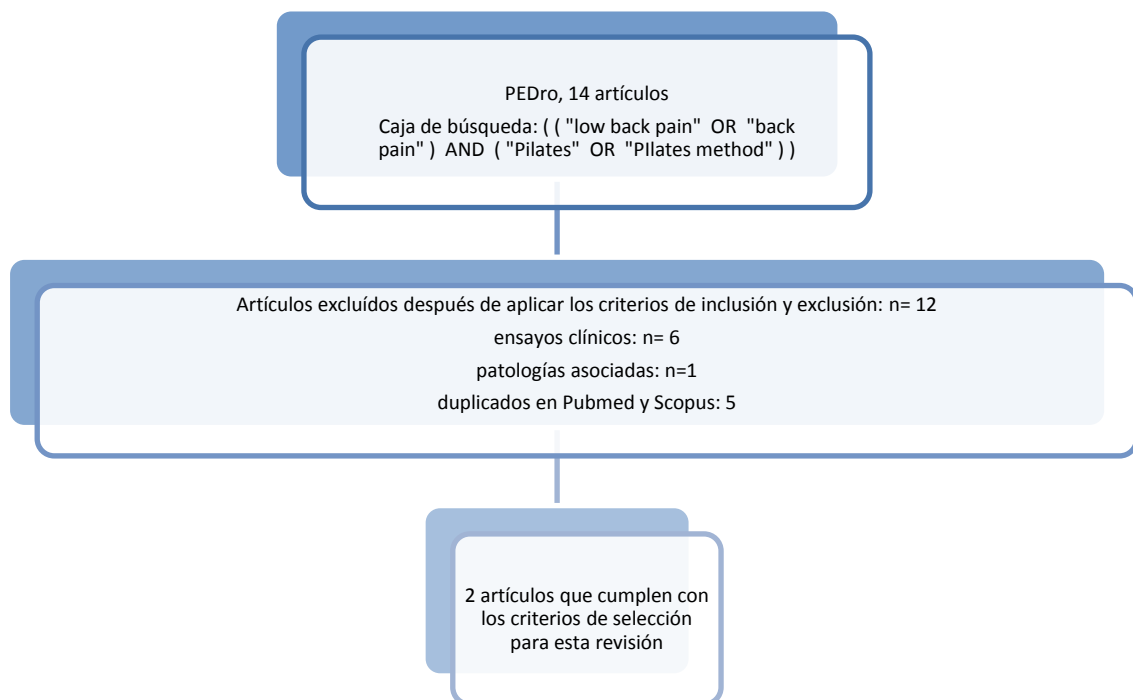 PEDro, 14 artículos
Caja de búsqueda: ( ( "low back pain" OR "back
pain" ) AND ( "Pilates" OR "PIlates method" ) )
Artículos excluídos después de aplicar los criterios de inclusión y exclusión: n= 12
ensayos clínicos: n= 6
patologías asociadas: n=1
duplicados en Pubmed y Scopus: 5
2 artículos que cumplen con
los criterios de selección
para esta revisión